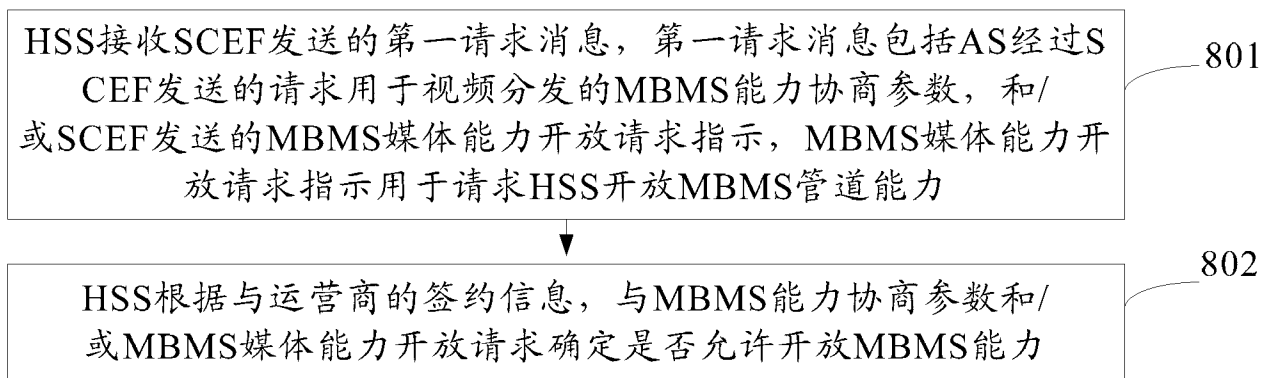 HSS接收SCEF发送的第一请求消息，第一请求消息包括AS经过S
CEF发送的请求用于视频分发的MBMS能力协商参数，和/
或SCEF发送的MBMS媒体能力开放请求指示，MBMS媒体能力开
放请求指示用于请求HSS开放MBMS管道能力
801
HSS根据与运营商的签约信息，与MBMS能力协商参数和/
或MBMS媒体能力开放请求确定是否允许开放MBMS能力
802